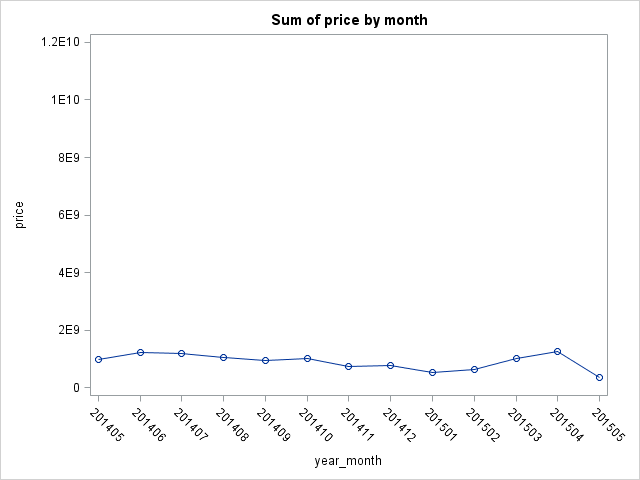 Sum of price by month
1.2E10
1E10
8E9
6E9
4E9
2E9
0
price
201405
201406
201407
201408
201409
201410
201411
201412
201501
201502
201503
201504
201505
year_month